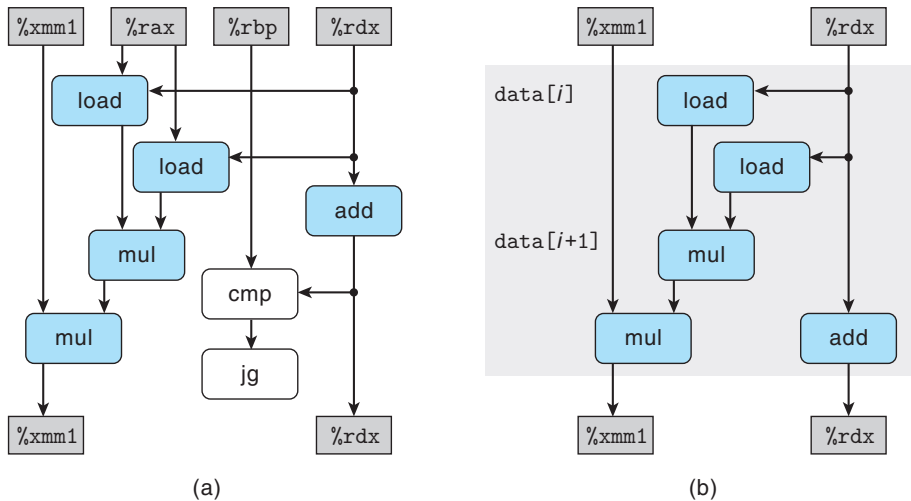 %xmm1 %rax %rbp %rdx
load
load
add
mul
cmp
mul
jg
%xmm1 %rdx
(a)
%xmm1 %rdx
data[i]
load
load
data[i+1]
mul
mul add
%xmm1 %rdx
(b)